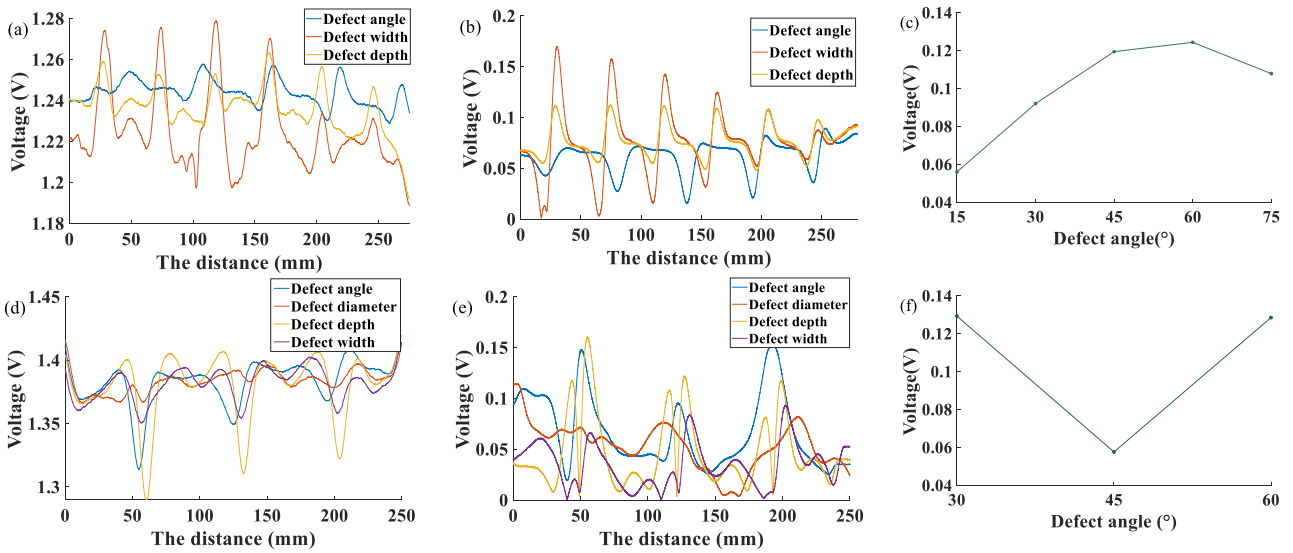 (a)
Defect angle
Defect width
Defect depth
1.28
1.26
1.24
1.22
1.2
1.18
Voltage (V)
0 50 100 150 200 250
The distance (mm)
(b)
Defect angle
Defect width
Defect depth
0.2
0.15
0.1
0.05
0
Voltage (V)
0 50 100 150 200 250
The distance (mm)
(c)
0.14
0.12
0.1
0.08
0.06
0.04
Voltage(V)
15 30 45 60 75
Defect angle(°)
(d)
Defect angle
Defect diameter
Defect depth
Defect width
1.45
1.4
1.35
1.3
Voltage (V)
0 50 100 150 200 250
The distance (mm)
(e)
Defect angle
Defect diameter
Defect depth
Defect width
0.2
0.15
0.1
0.05
0
Voltage (V)
0 50 100 150 200 250
The distance (mm)
(f)
0.14
0.12
0.1
0.08
0.06
0.04
Voltage(V)
30 45 60
Defect angle (°)